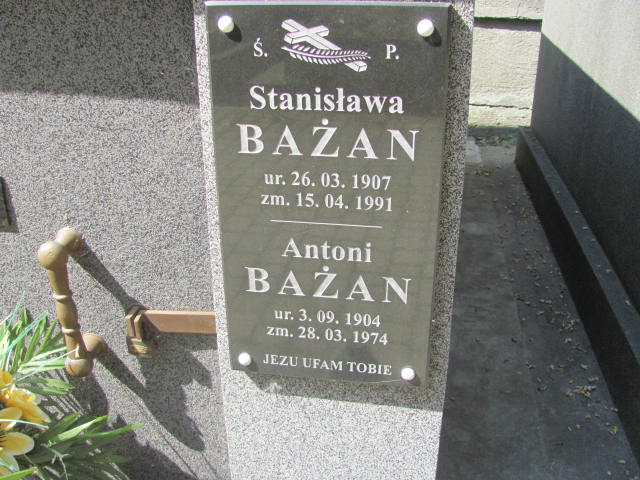 Ś. P.
Stanisława
BAŻAN
ur. 26. 03. 1907
zm. 15. 04. 1991
Antoni
BAŻAN
ur. 3. 09. 1904
zm. 28. 03. 1974
JEZU UFAM TOBIE